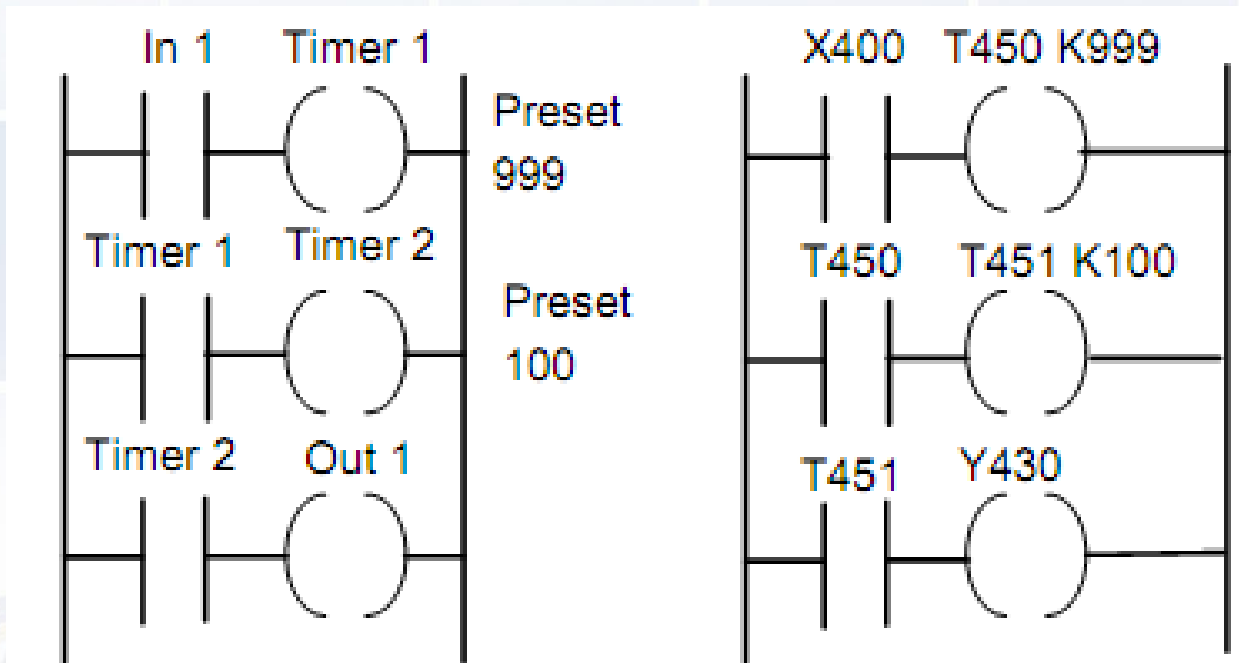 In 1 Timer 1
Preset
999
Timer 1 Timer 2
Preset
100
Timer 2 Out 1
X400 T450 K999
T450 T451 K100
T451 Y430